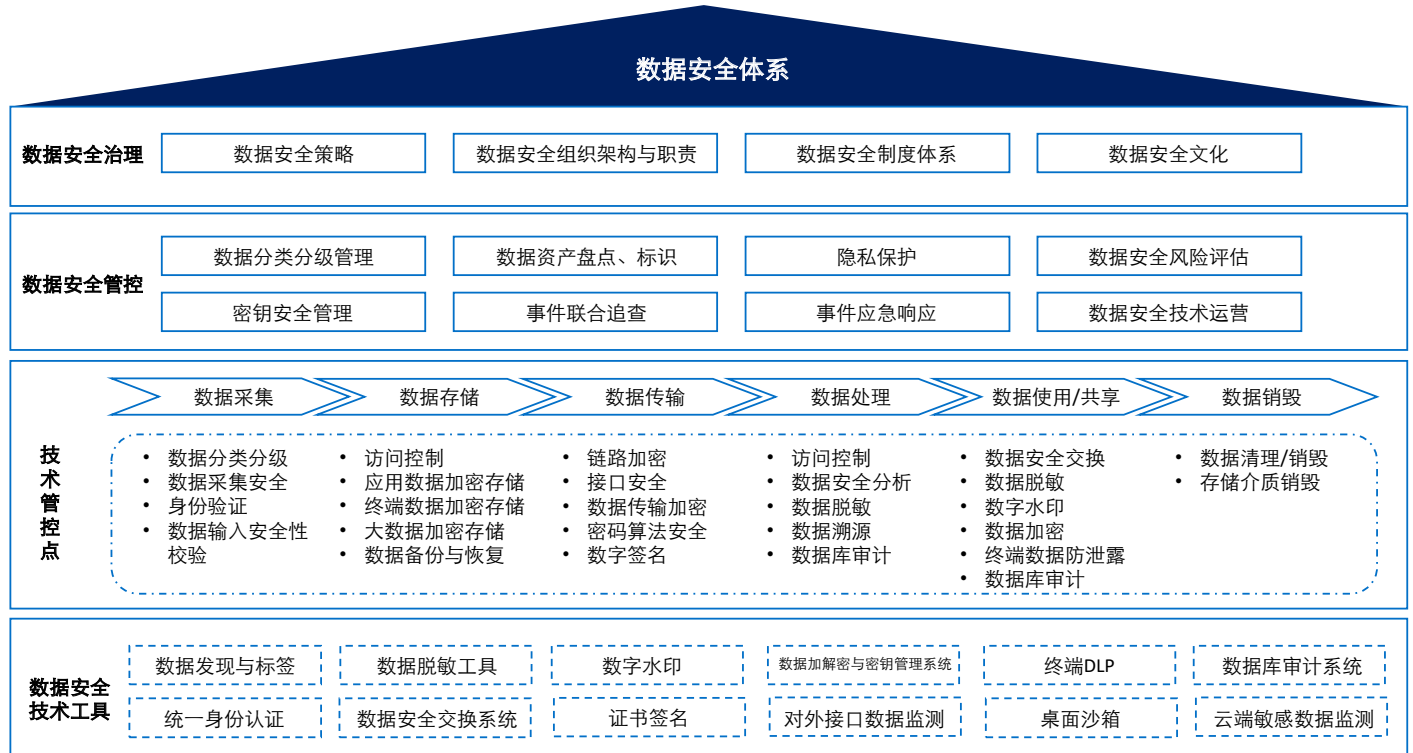 数据安全体系
数据安全治理
数据安全策略
数据安全组织架构与职责
数据安全制度体系
数据安全文化
数据安全管控
数据分类分级管理
数据资产盘点、标识
隐私保护
数据安全风险评估
密钥安全管理
事件联合追查
事件应急响应
数据安全技术运营
技术管控点
数据采集
数据存储
数据传输
数据处理
数据使用/共享
数据销毁
• 数据分类分级
• 数据采集安全
• 身份验证
• 数据输入安全性
校验
• 访问控制
• 应用数据加密存储
• 终端数据加密存储
• 大数据加密存储
• 数据备份与恢复
• 链路加密
• 接口安全
• 数据传输加密
• 密码算法安全
• 数字签名
• 访问控制
• 数据安全分析
• 数据脱敏
• 数据溯源
• 数据库审计
• 数据安全交换
• 数据脱敏
• 数字水印
• 数据加密
• 终端数据防泄露
• 数据库审计
• 数据清理/销毁
• 存储介质销毁
数据安全
技术工具
数据发现与标签
数据脱敏工具
数字水印
数据加解密与密钥管理系统
终端DLP
数据库审计系统
统一身份认证
数据安全交换系统
证书签名
对外接口数据监测
桌面沙箱
云端敏感数据监测